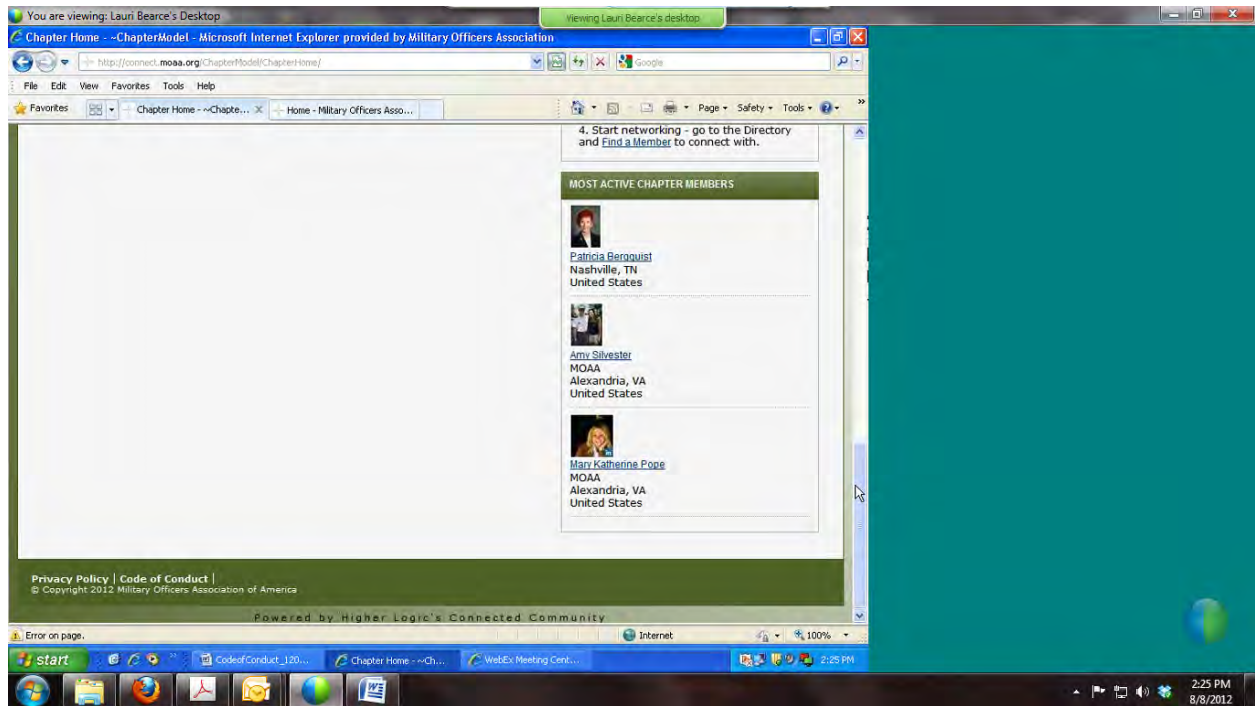 You are viewing: Lauri Bearce's Desktop
Viewing Lauri Bearce's desktop
Chapter Home - ~ChapterModel - Microsoft Internet Explorer provided by Military Officers Association
http://connect.moaa.org/ChapterModel/ChapterHome/
Google
File Edit View Favorites Tools Help
Favorites
Chapter Home - ~Chapte... X
Home - Military Officers Asso...
Page Safety Tools »
4. Start networking - go to the Directory
and Find a Member to connect with.
MOST ACTIVE CHAPTER MEMBERS
Patricia Bergquist
Nashville, TN
United States
Amy Silvester
MOAA
Alexandria, VA
United States
Mary Katherine Pope
MOAA
Alexandria, VA
United States
Privacy Policy | Code of Conduct |
© Copyright 2012 Military Officers Association of America
Powered by Higher Logic's Connected Community
Error on page.
Internet
100%
start
CodeofConduct_120...
Chapter Home - ~Ch...
WebEx Meeting Cent...
2:25 PM
2:25 PM
8/8/2012